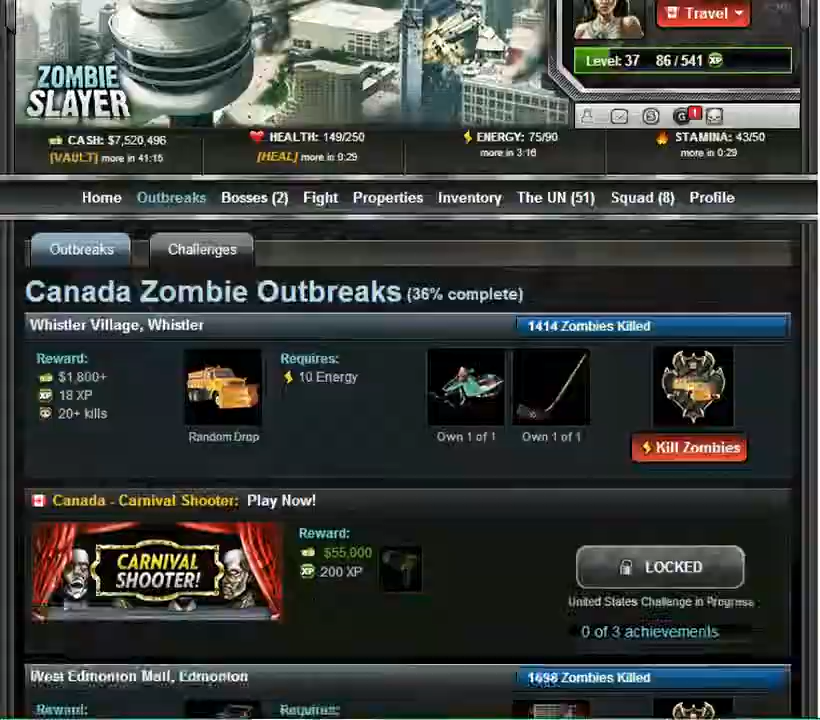 Travel
Level: 37 86 / 541 XP
ZOMBIE
SLAYER
CASH: $7,520,496
[VAULT] more in 41:15
HEALTH: 149/250
[HEAL] more in 0:29
ENERGY: 75/90
more in 3:16
STAMINA: 43/50
more in 0:29
Home Outbreaks Bosses (2) Fight Properties Inventory The UN (51) Squad (8) Profile
Outbreaks Challenges
Canada Zombie Outbreaks (36% complete)
Whistler Village, Whistler
1414 Zombies Killed
Reward:
$1,800+
XP 18 XP
20+ kills
Random Drop
Requires:
10 Energy
Own 1 of 1
Own 1 of 1
Kill Zombies
Canada - Carnival Shooter: Play Now!
CARNIVAL
SHOOTER!
Reward:
$55,000
XP 200 XP
LOCKED
United States Challenge in Progress
0 of 3 achievements
West Edmonton Mall, Edmonton
1498 Zombies Killed
Reward:
Requires: